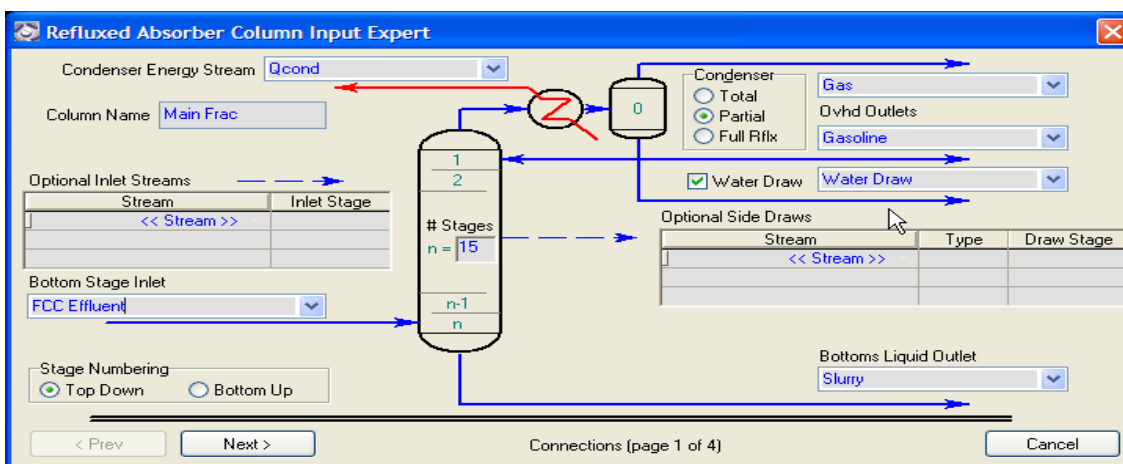 Refluxed Absorber Column Input Expert
Condenser Energy Stream Qcond
Column Name Main Frac
0
Condenser
Total
Partial
Full Rflx
Gas
Ovhd Outlets
Gasoline
Water Draw Water Draw
1
2
# Stages
n = 15
n-1
n
Optional Inlet Streams
Stream Inlet Stage
<< Stream >>
Bottom Stage Inlet
FCC Effluent
Optional Side Draws
Stream Type Draw Stage
<< Stream >>
Stage Numbering
Top Down Bottom Up
Bottoms Liquid Outlet
Slurry
< Prev Next > Connections (page 1 of 4) Cancel